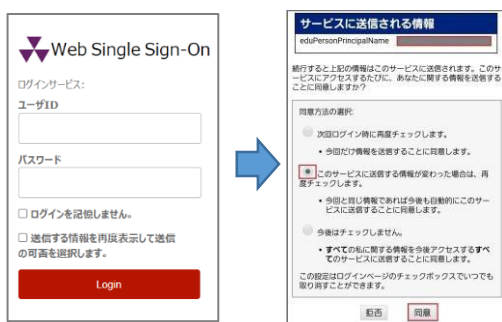 Web Single Sign-On
ログインサービス:
ユーザID
パスワード
ログインを記憶しません。
送信する情報を再度表示して送信
の可否を選択します。
Login
サービスに送信される情報
eduPersonPrincipalName
続行すると上記の情報はこのサービスに送信されます。このサ
ービスにアクセスするたびに、あなたに関する情報を送信する
ことに同意しますか?
同意方法の選択:
次回ログイン時に再度チェックします。
• 今回だけ情報を送信することに同意します。
このサービスに送信する情報が変わった場合は、再
度チェックします。
• 今回と同じ情報であれば今後も自動的にこのサー
ビスに送信することに同意します。
今後はチェックしません。
• すべての私に関する情報を今後アクセスするすべ
てのサービスに送信することに同意します。
この設定はログインページのチェックボックスでいつでも
取り消すことができます。
拒否 同意